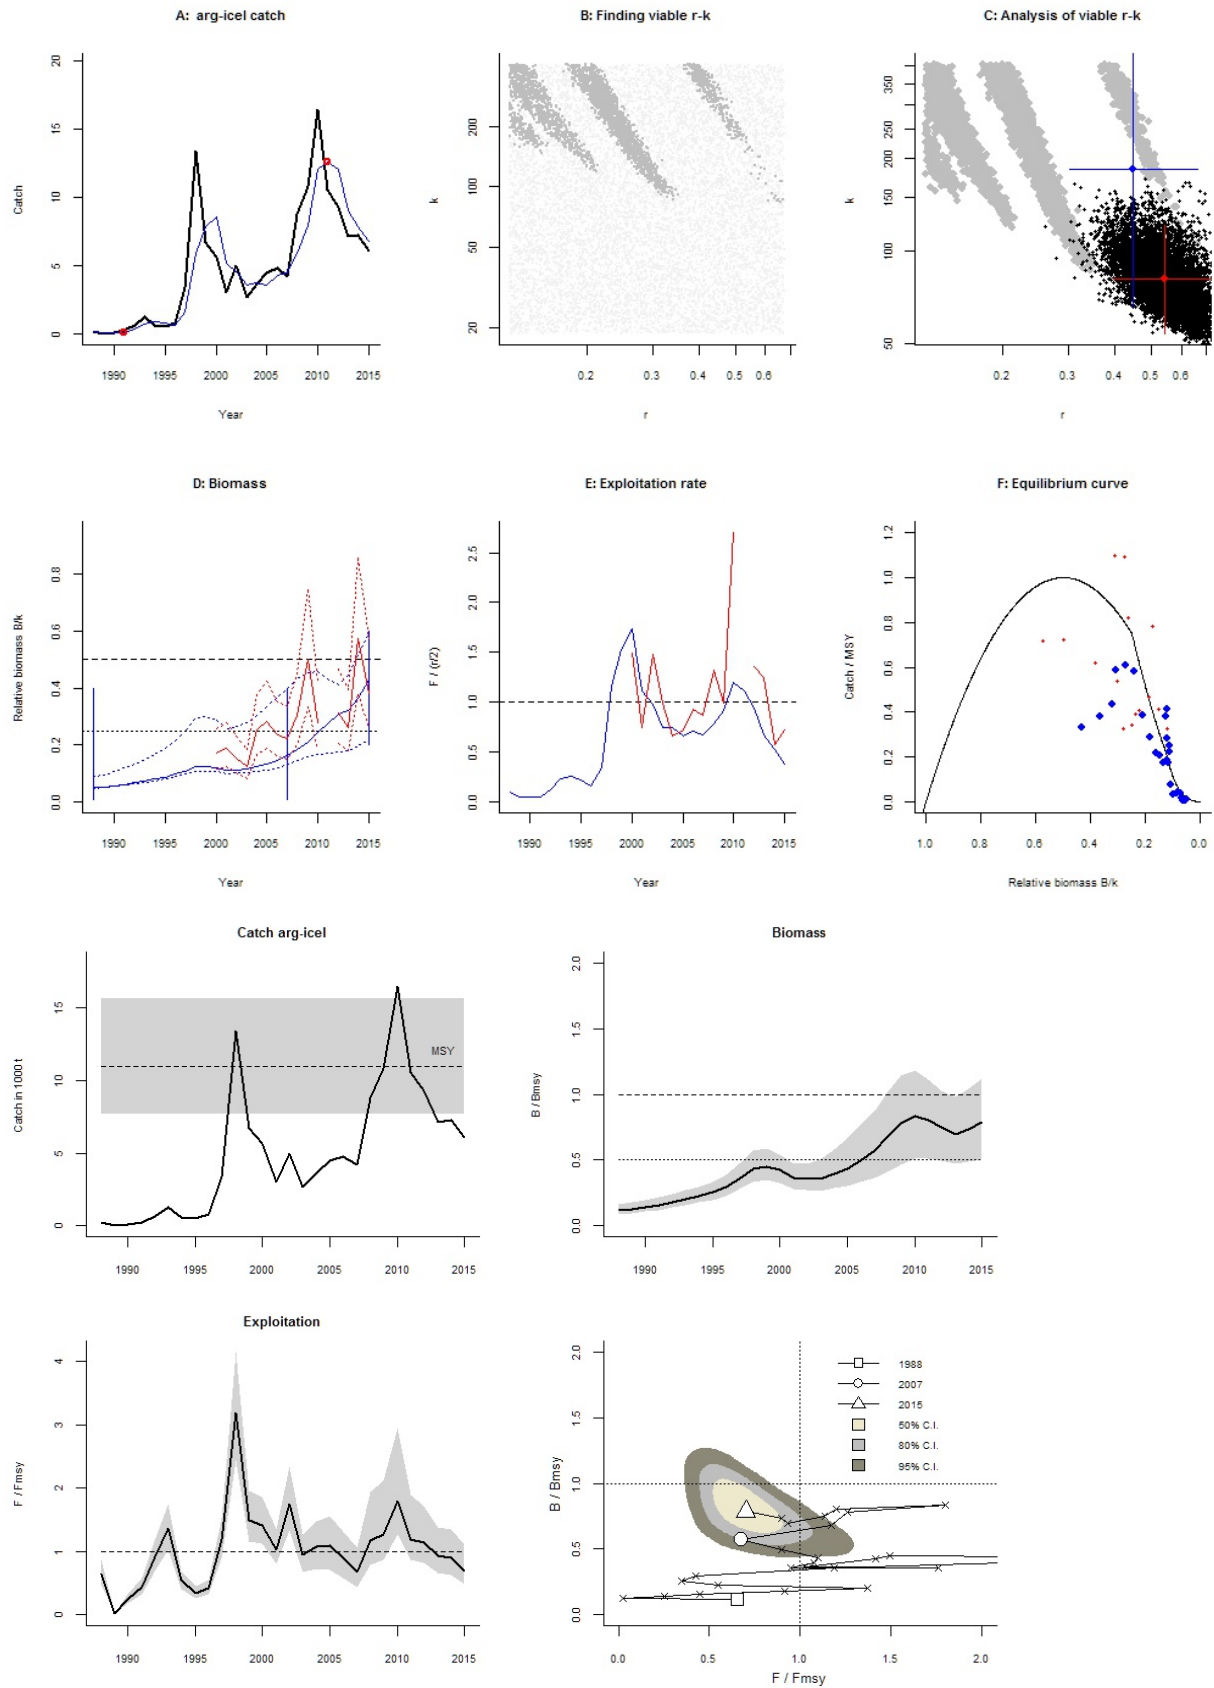 A: arg-icel catch
B: Finding viable r-k
C: Analysis of viable r-k
Catch
0 5 10 15 20
1990 1995 2000 2005 2010 2015
Year
k
20 50 100 200
0.2 0.3 0.4 0.5 0.6
r
k
50 100 150 200 250 350
0.2 0.3 0.4 0.5 0.6
r
D: Biomass
E: Exploitation rate
F: Equilibrium curve
Relative biomass B/k
0.0 0.2 0.4 0.6 0.8
1990 1995 2000 2005 2010 2015
Year
F / (r/2)
0.0 0.5 1.0 1.5 2.0 2.5
1990 1995 2000 2005 2010 2015
Year
Catch / MSY
0.0 0.2 0.4 0.6 0.8 1.0 1.2
1.0 0.8 0.6 0.4 0.2 0.0
Relative biomass B/k
Catch arg-icel
Biomass
Catch in 1000 t
0 5 10 15
MSY
1990 1995 2000 2005 2010 2015
B / Bmsy
0.0 0.5 1.0 1.5 2.0
1990 1995 2000 2005 2010 2015
Exploitation
F / Fmsy
0 1 2 3 4
1990 1995 2000 2005 2010 2015
B / Bmsy
0.0 0.5 1.0 1.5 2.0
1988
2007
2015
50% C.I.
80% C.I.
95% C.I.
0.0 0.5 1.0 1.5 2.0
F / Fmsy